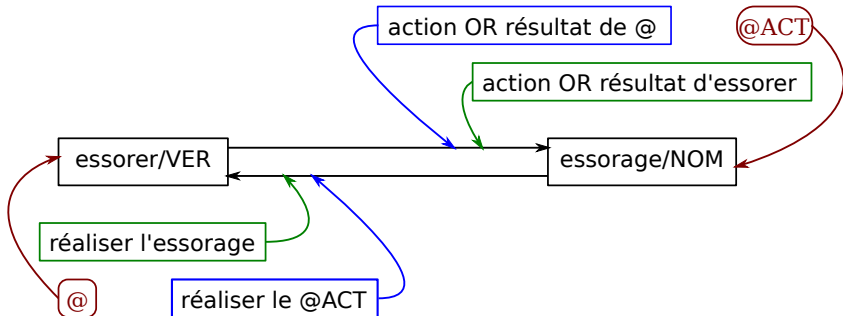 action OR résultat de @
@ACT
action OR résultat d'essorer
essorer/VER
essorage/NOM
réaliser l'essorage
@
réaliser le @ACT